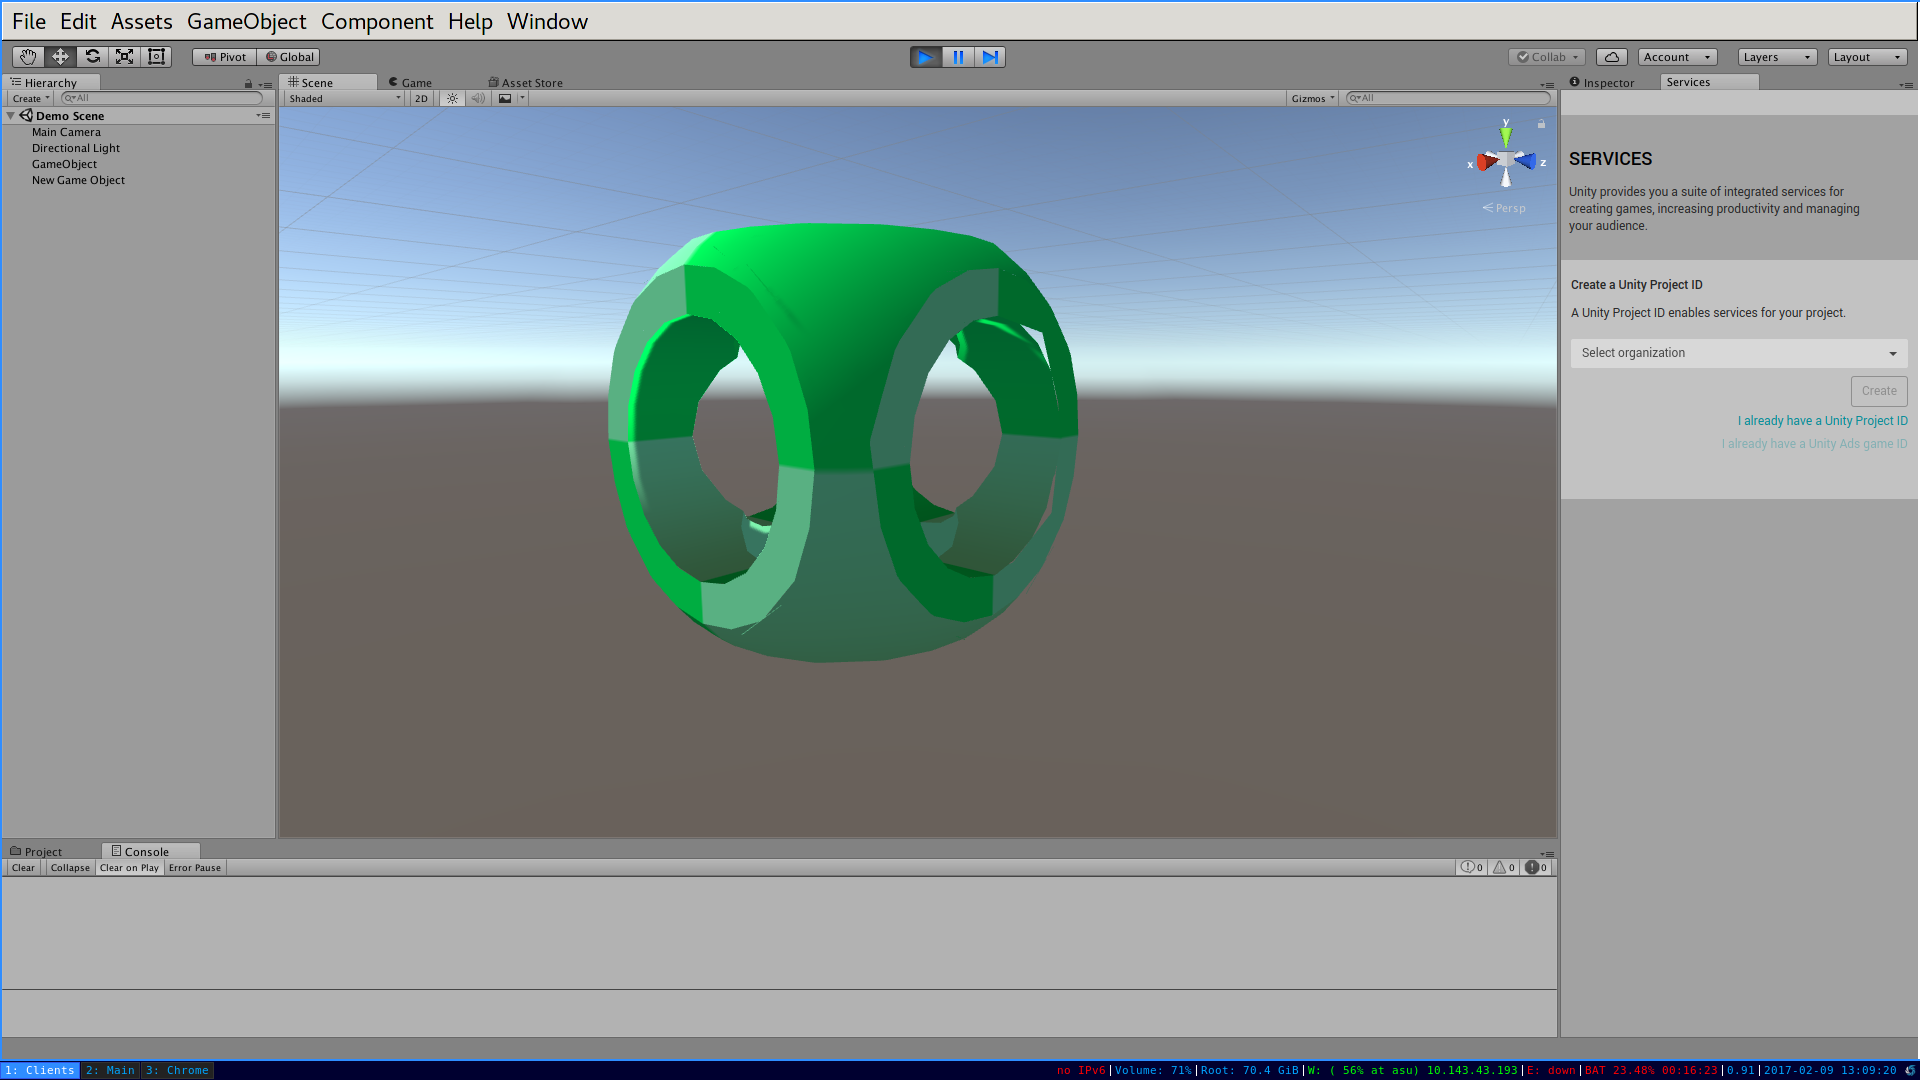 File Edit Assets GameObject Component Help Window
Pivot Global Collab Account Layers Layout
Hierarchy
Create All
Demo Scene
Main Camera
Directional Light
GameObject
New Game Object
Scene Game Asset Store
Shaded 2D Gizmos All
y
x z
Persp
Inspector Services
SERVICES
Unity provides you a suite of integrated services for
creating games, increasing productivity and managing
your audience.
Create a Unity Project ID
A Unity Project ID enables services for your project.
Select organization
Create
I already have a Unity Project ID
I already have a Unity Ads game ID
Project Console
Clear Collapse Clear on Play Error Pause 0 0 0
1: Clients 2: Main 3: Chrome no IPv6|Volume: 71%|Root: 70.4 GiB|W: ( 56% at asu) 10.143.43.193|E: down|BAT 23.48% 00:16:23|0.91|2017-02-09 13:09:20